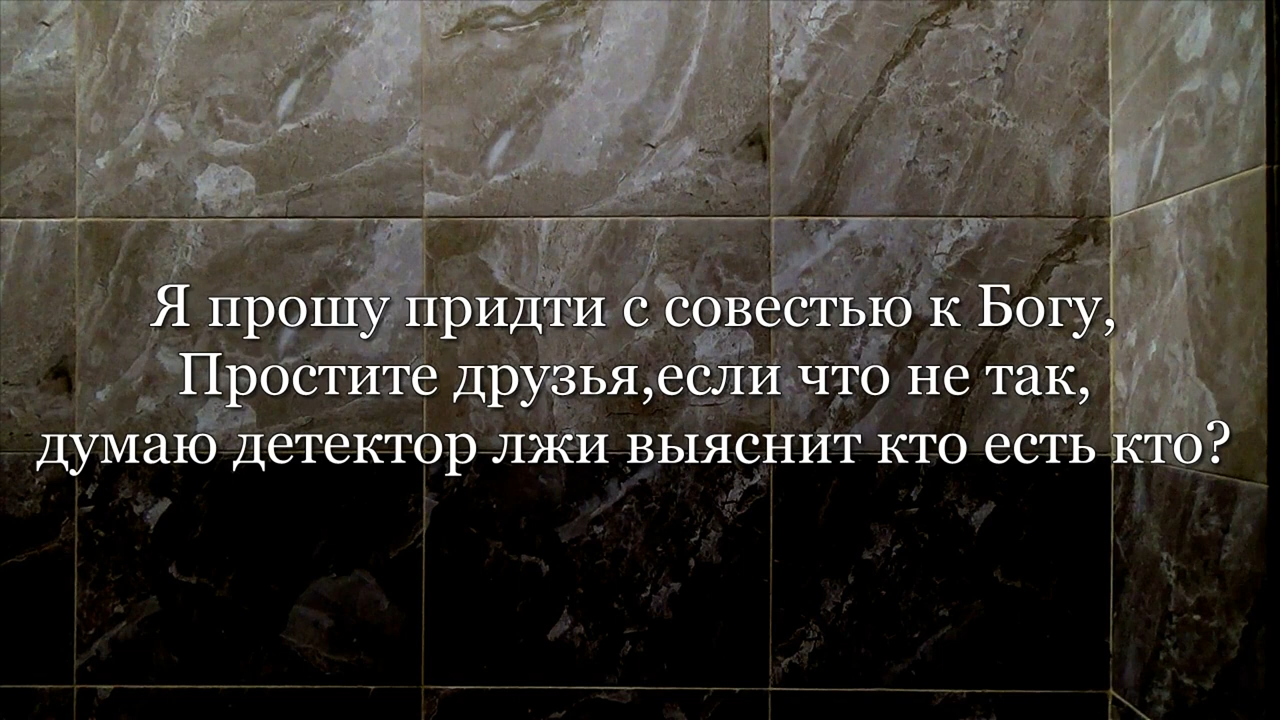 Я прошу придти с совестью к Богу,
Простите друзья,если что не так,
думаю детектор лжи выяснит кто есть кто?